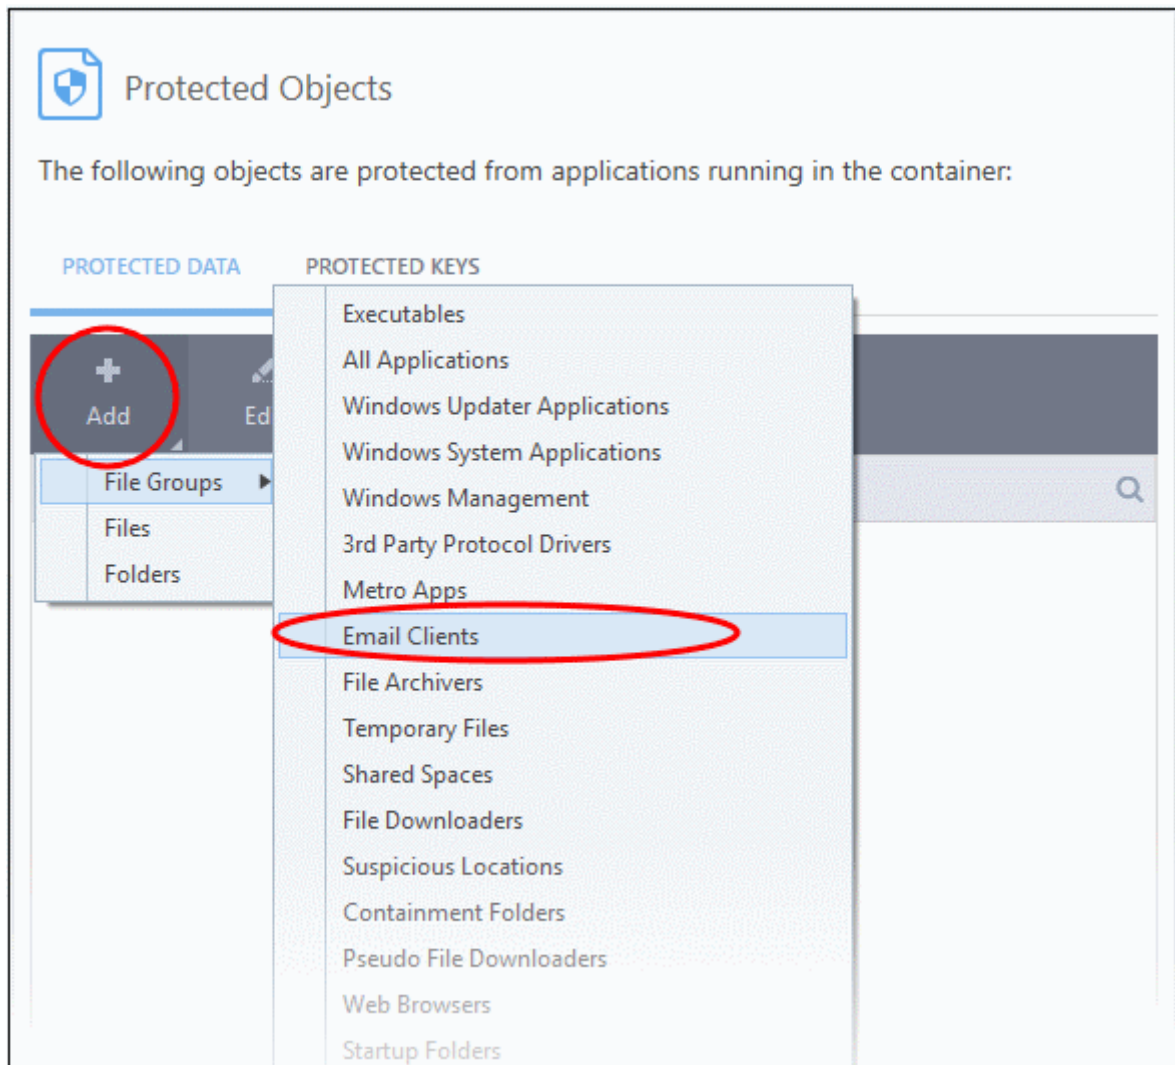 Protected Objects
The following objects are protected from applications running in the container:
PROTECTED DATA
PROTECTED KEYS
Add
Ed
File Groups
Files
Folders
Executables
All Applications
Windows Updater Applications
Windows System Applications
Windows Management
3rd Party Protocol Drivers
Metro Apps
Email Clients
File Archivers
Temporary Files
Shared Spaces
File Downloaders
Suspicious Locations
Containment Folders
Pseudo File Downloaders
Web Browsers
Startup Folders